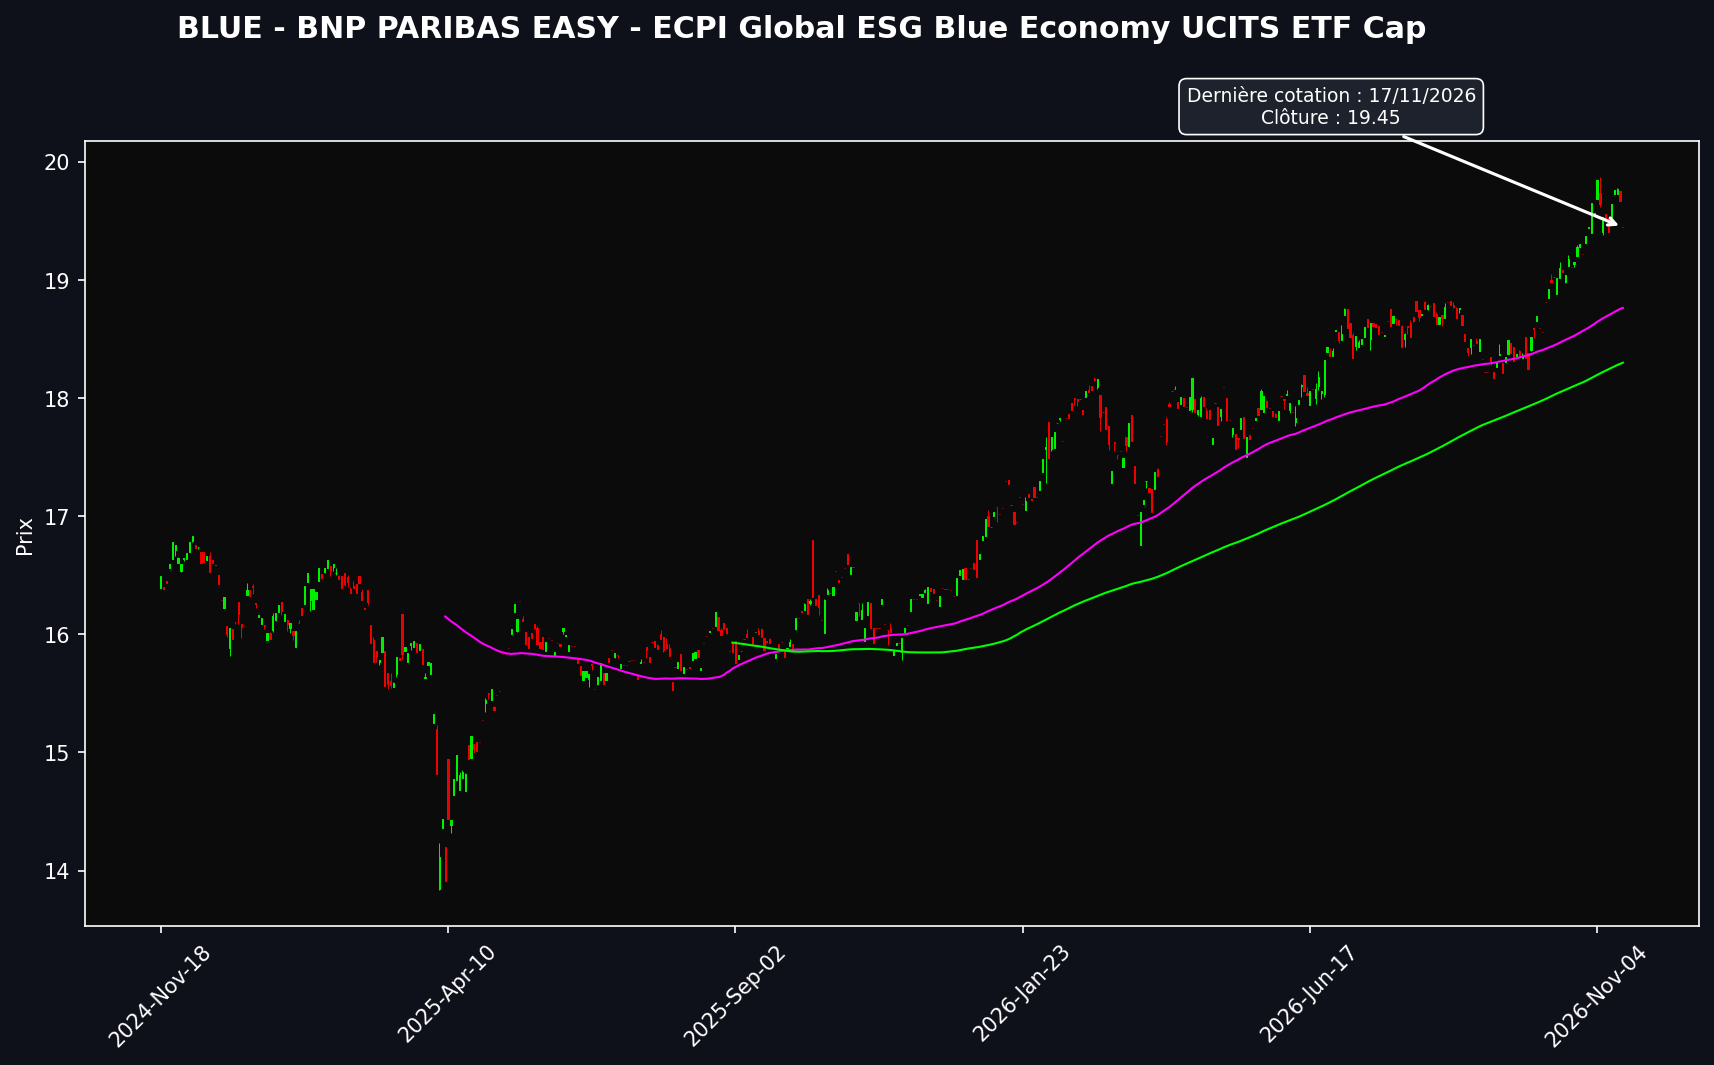 BLUE - BNP PARIBAS EASY - ECPI Global ESG Blue Economy UCITS ETF Cap
Dernière cotation : 17/11/2026
Clôture : 19.45
20
19
18
17
16
15
14
Prix
2024-Nov-18
2025-Apr-10
2025-Sep-02
2026-Jan-23
2026-Jun-17
2026-Nov-04